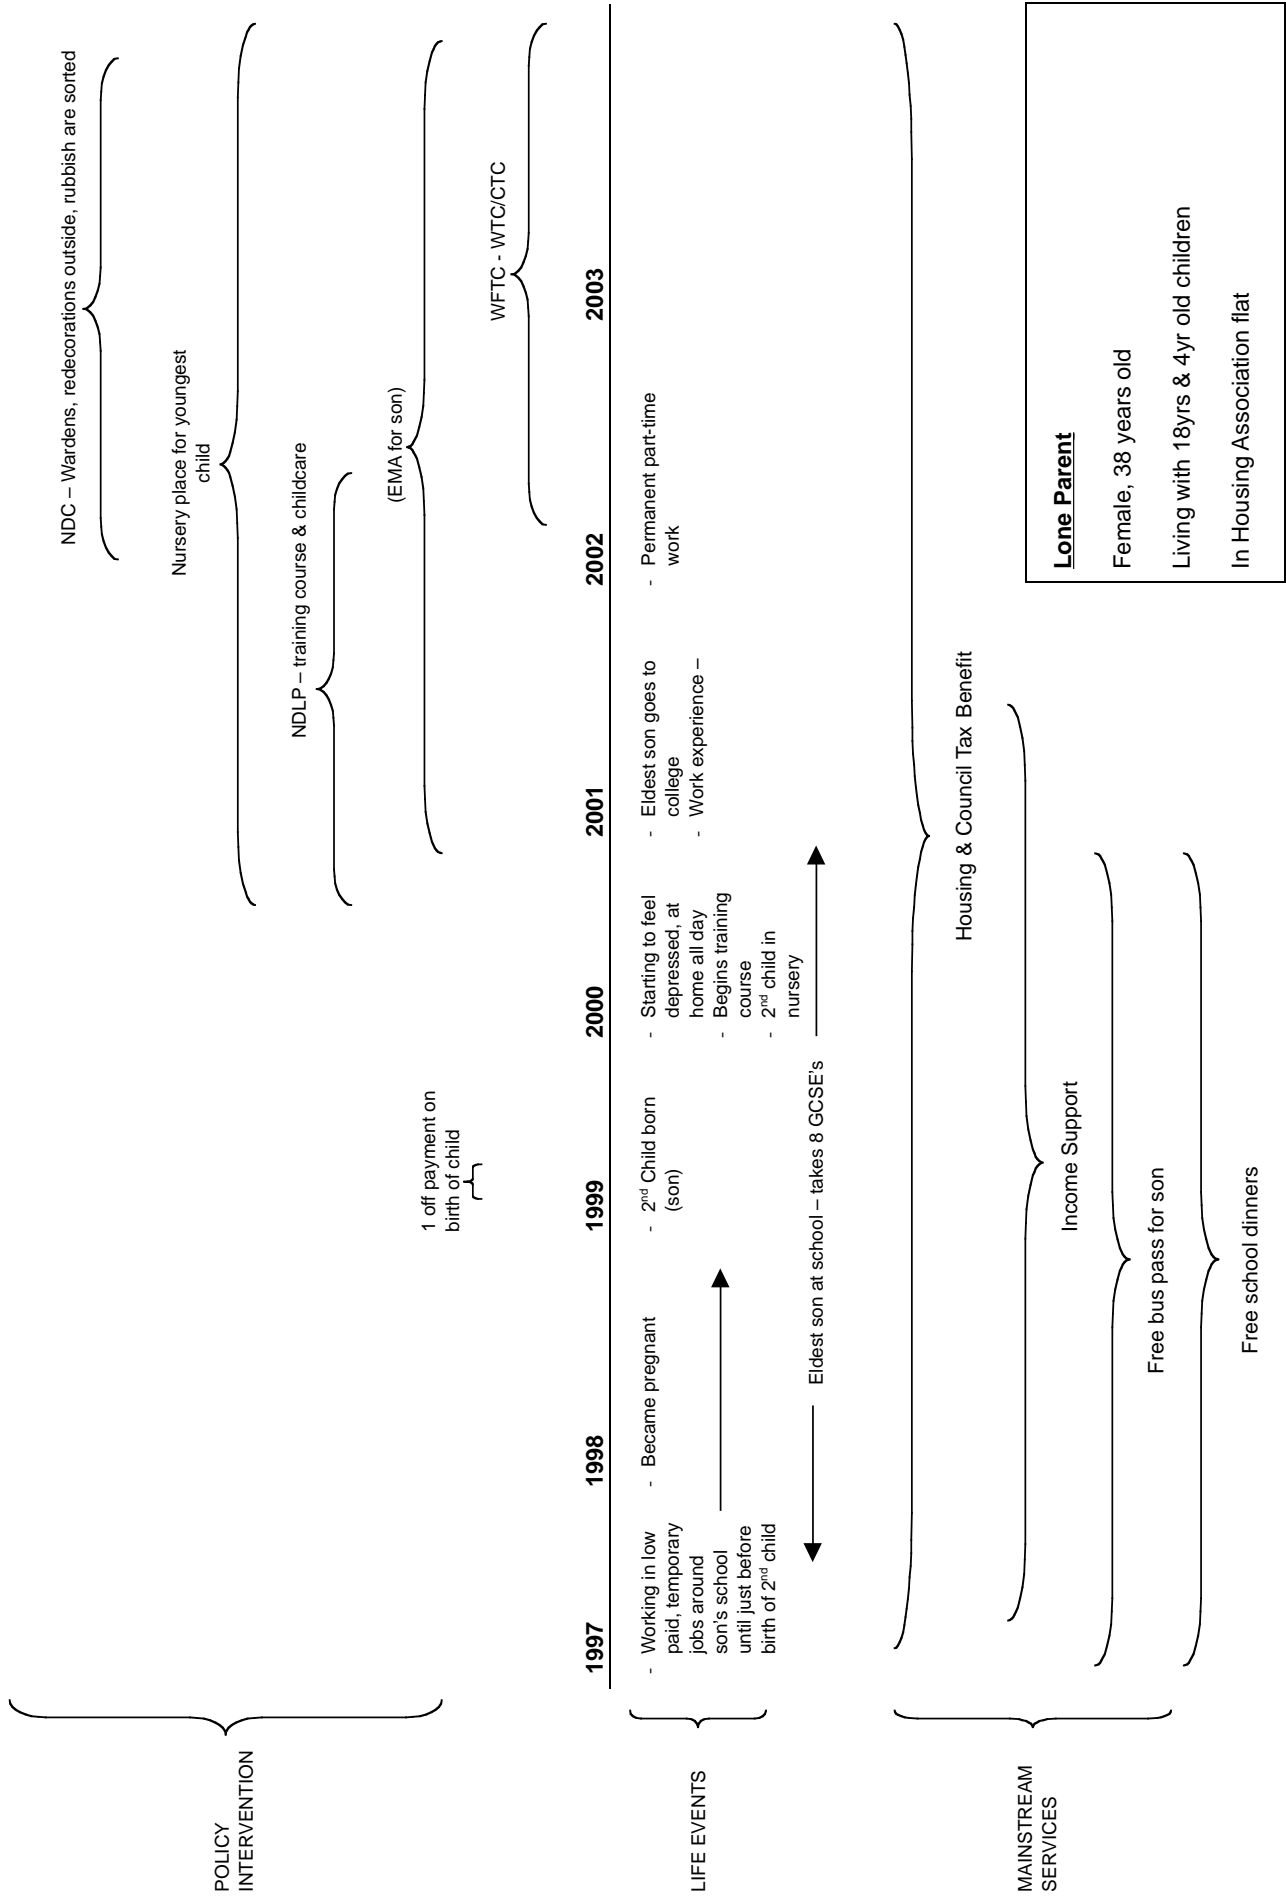 POLICY
INTERVENTION
NDC – Wardens, redecorations outside, rubbish are sorted
Nursery place for youngest
child
NDLP – training course & childcare
(EMA for son)
1 off payment on
birth of child
WFTC - WTC/CTC
1997
1998
1999
2000
2001
2002
2003
LIFE EVENTS
- Working in low
paid, temporary
jobs around
son's school
until just before
birth of 2nd child
- Became pregnant
- 2nd Child born
(son)
- Starting to feel
depressed, at
home all day
- Begins training
course
- 2nd child in
nursery
- Eldest son goes to
college
- Work experience –
- Permanent part-time
work
Eldest son at school – takes 8 GCSE's
MAINSTREAM
SERVICES
Housing & Council Tax Benefit
Income Support
Free bus pass for son
Free school dinners
Lone Parent
Female, 38 years old
Living with 18yrs & 4yr old children
In Housing Association flat